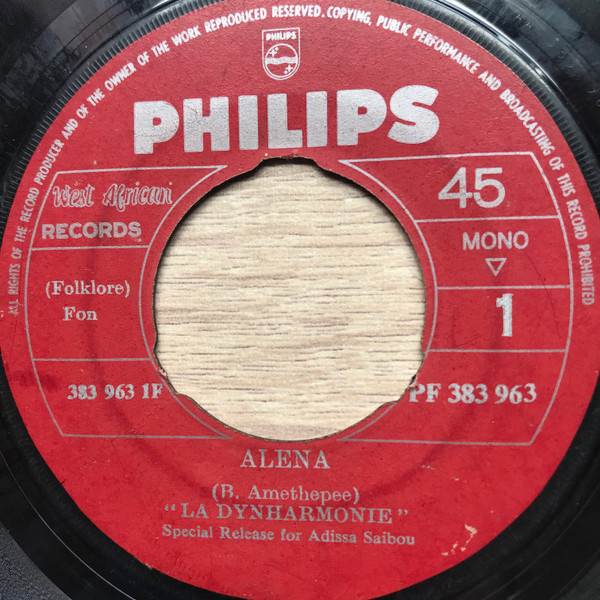 ALL RIGHTS OF THE RECORD PRODUCER AND OF THE OWNER OF THE WORK REPRODUCED RESERVED. COPYING, PUBLIC PERFORMANCE AND BROADCASTING OF THIS RECORD PROHIBITED
PHILIPS
PHILIPS
West African
RECORDS
45
MONO
(Folklore)
Fon
1
383 963 1F
PF 383 963
ALENA
(B. Amethepee)
"LA DYNHARMONIE"
Special Release for Adissa Saibou